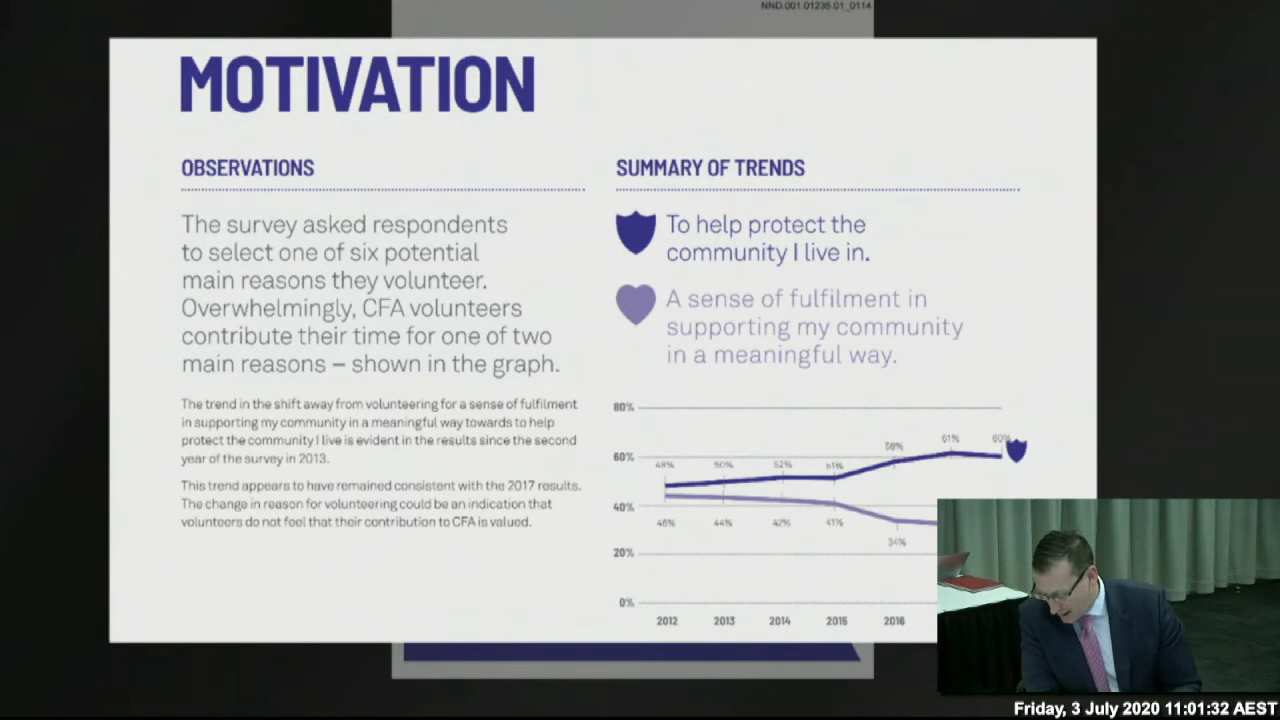 NND.001.01235.01_0114
MOTIVATION
OBSERVATIONS
The survey asked respondents
to select one of six potential
main reasons they volunteer.
Overwhelmingly, CFA volunteers
contribute their time for one of two
main reasons – shown in the graph.
The trend in the shift away from volunteering for a sense of fulfilment
in supporting my community in a meaningful way towards to help
protect the community I live is evident in the results since the second
year of the survey in 2013.
This trend appears to have remained consistent with the 2017 results.
The change in reason for volunteering could be an indication that
volunteers do not feel that their contribution to CFA is valued.
SUMMARY OF TRENDS
To help protect the
community I live in.
A sense of fulfilment in
supporting my community
in a meaningful way.
80%
60%
40%
20%
0%
48% 50% 52% 51% 58% 61% 60%
46% 44% 42% 41% 34%
2012 2013 2014 2015 2016
Friday, 3 July 2020 11:01:32 AEST